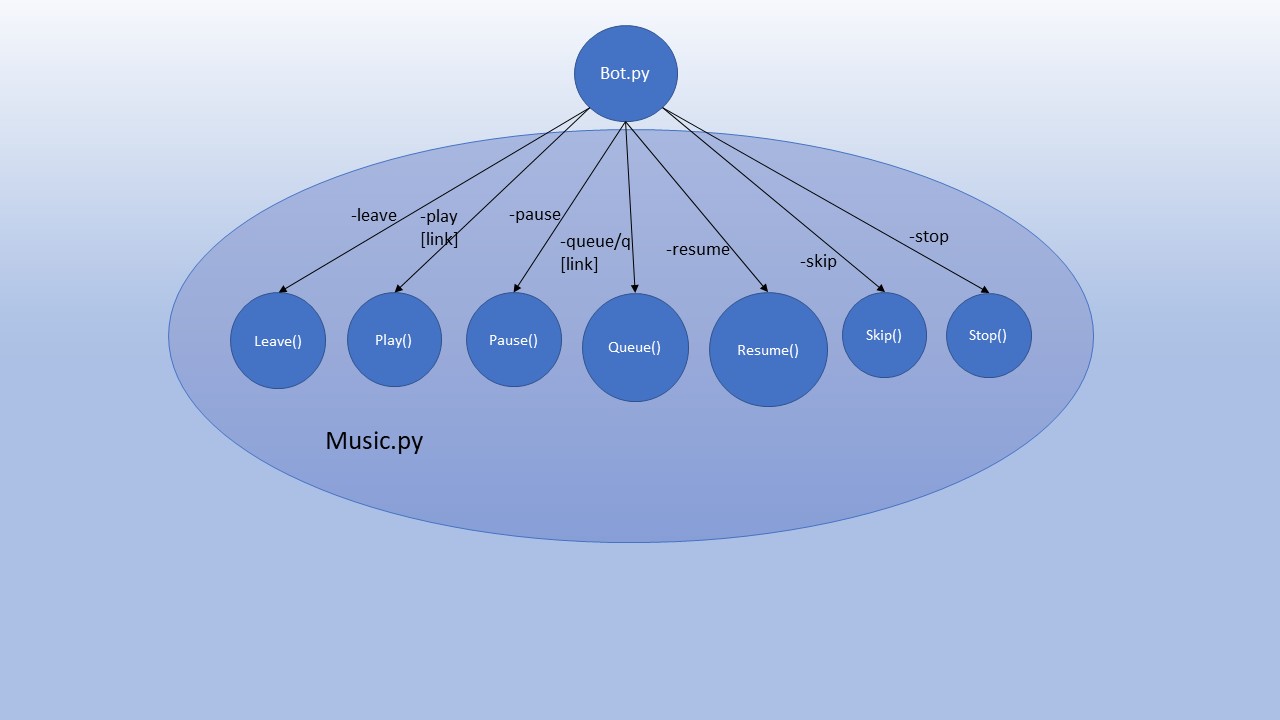 Bot.py
-leave
-play
[link]
-pause
-queue/q
[link]
-resume
-skip
-stop
Leave()
Play()
Pause()
Queue()
Resume()
Skip()
Stop()
Music.py